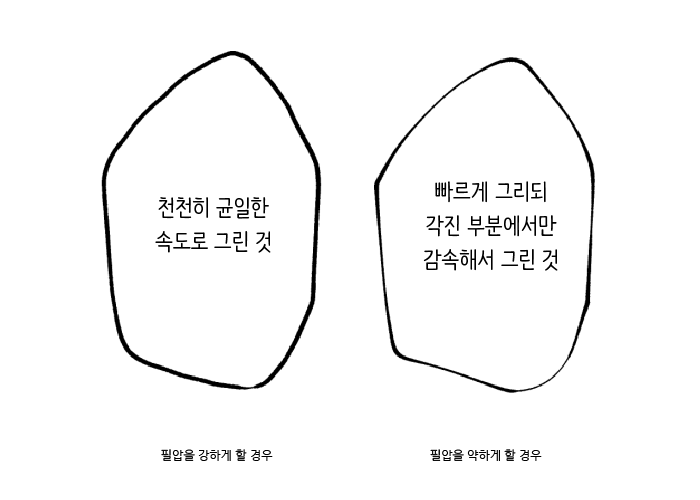 천천히 균일한
속도로 그린 것
빠르게 그리되
각진 부분에서만
감속해서 그린 것
필압을 강하게 할 경우
필압을 약하게 할 경우